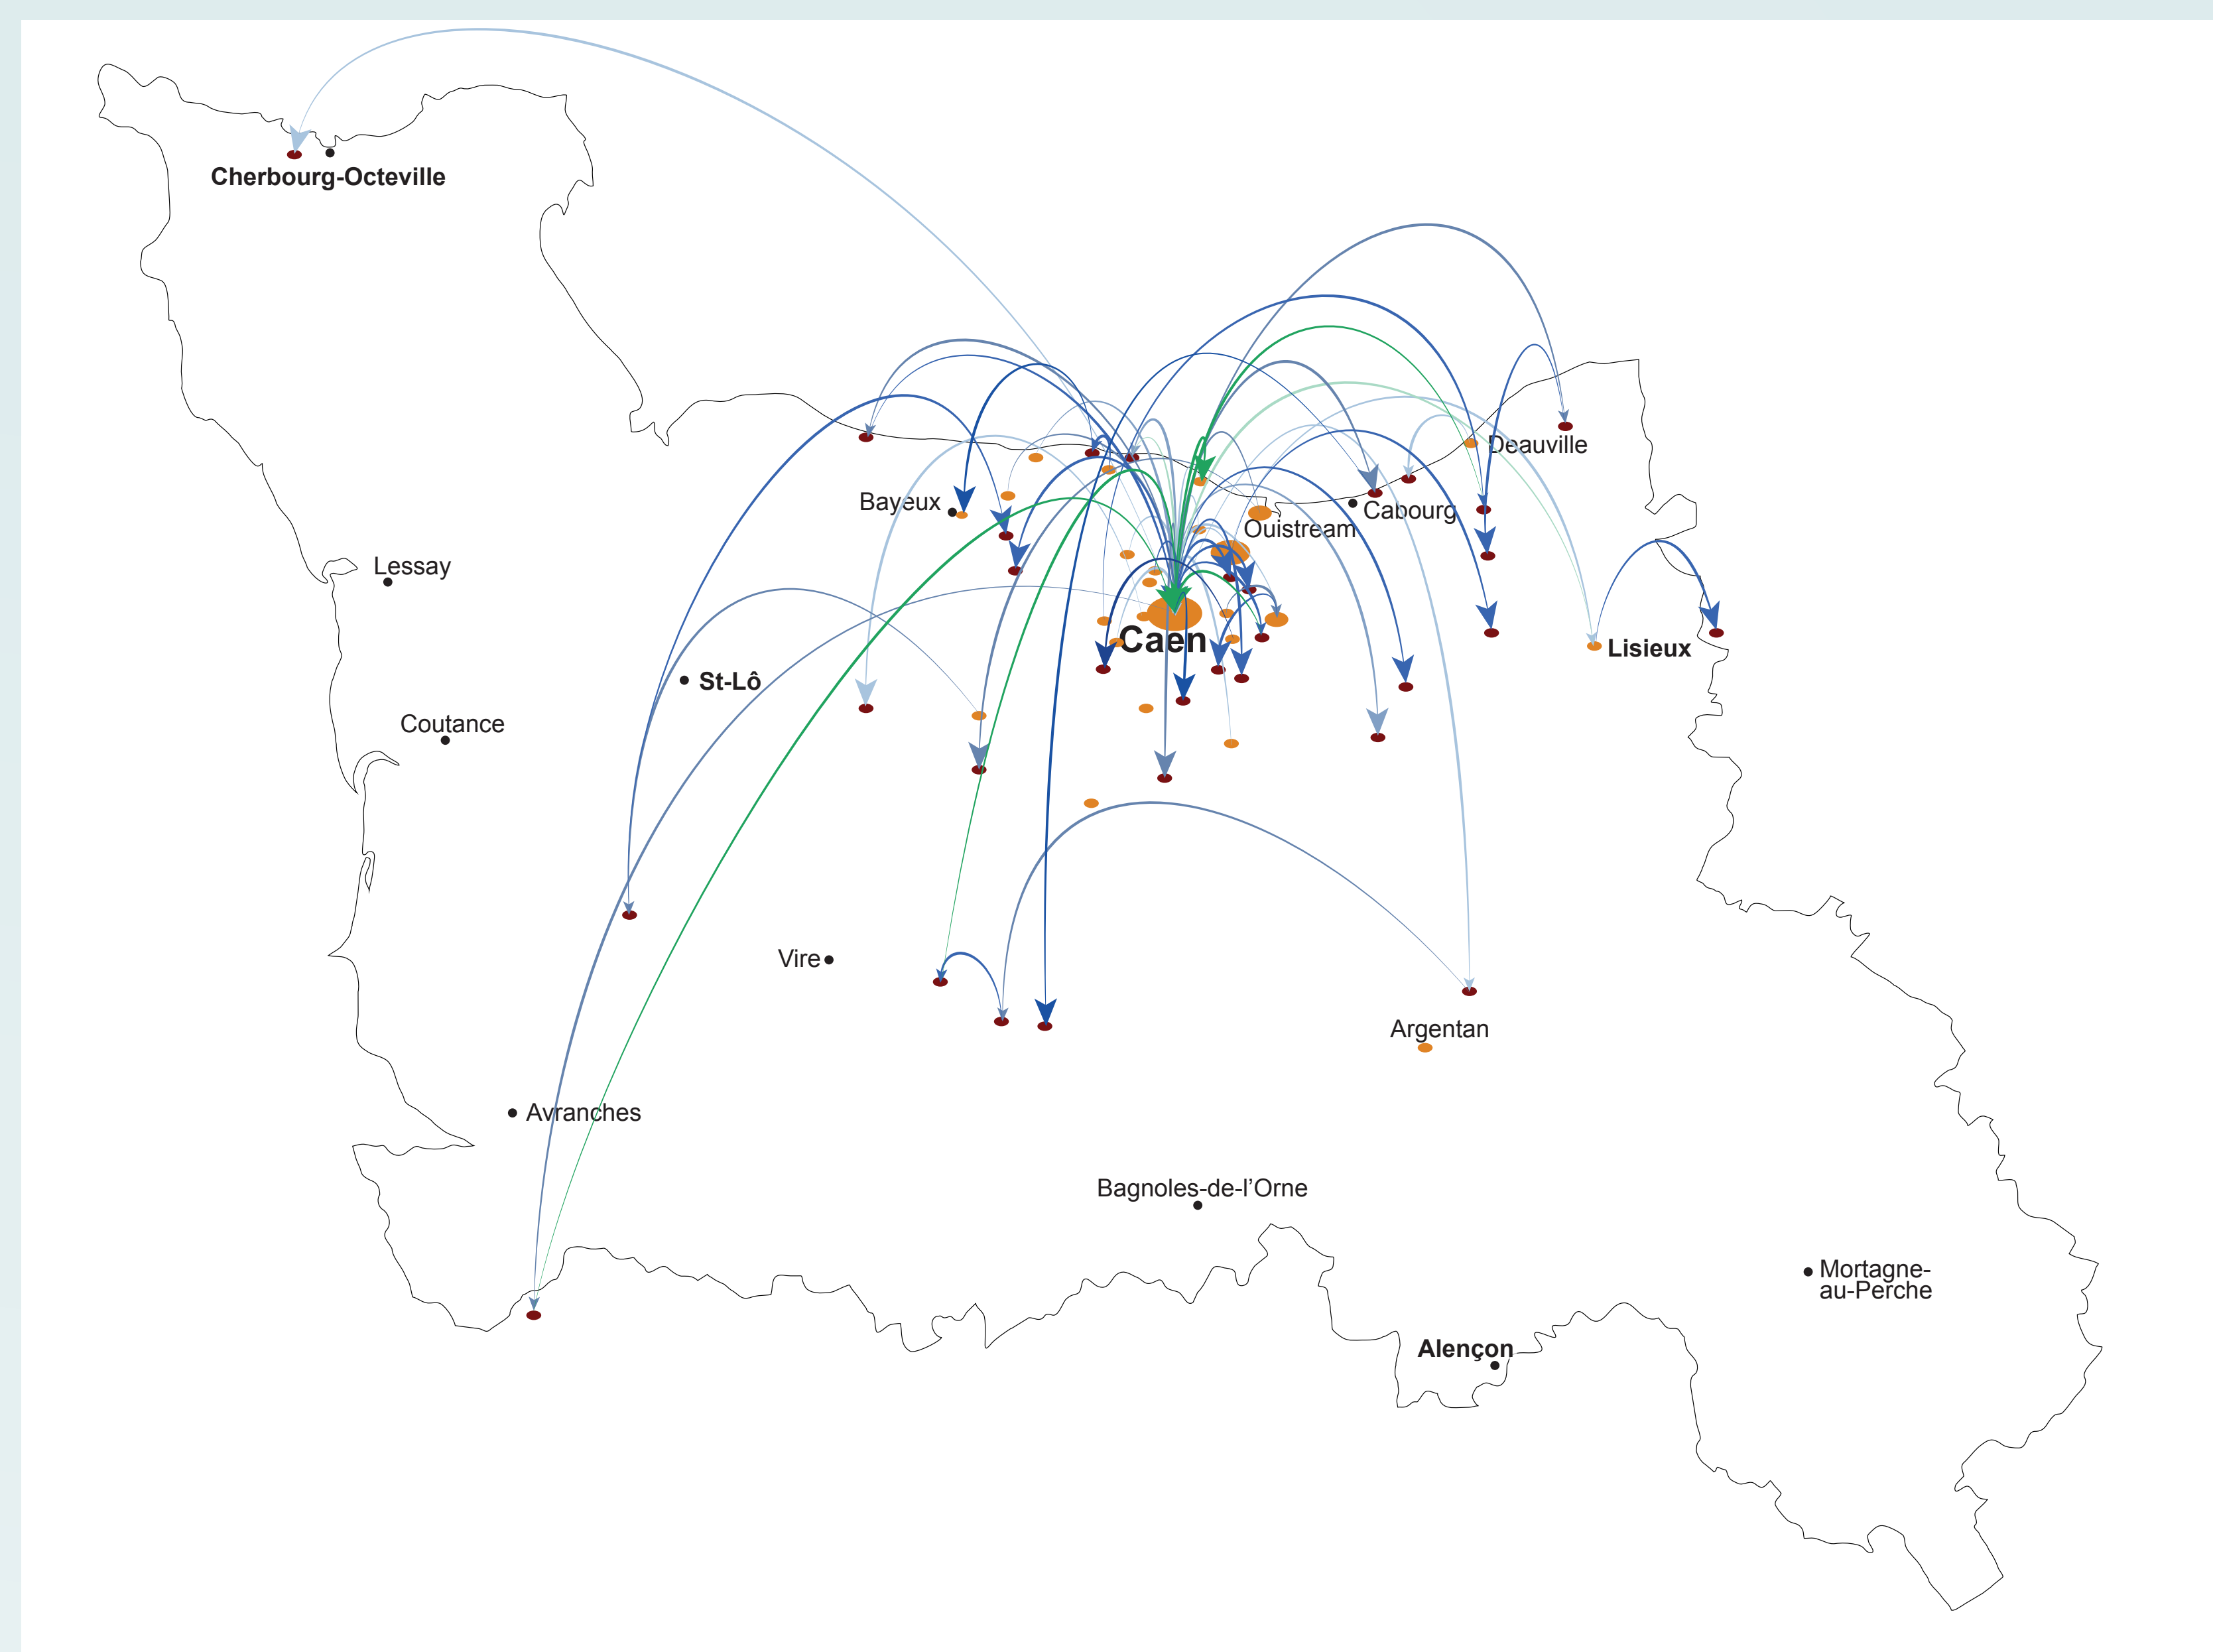 Cherbourg-Octeville
Deauville
Bayeux
Cabourg
Ouistream
Lessay
Caen
Lisieux
St-Lô
Coutance
Vire
Argentan
Avranches
Bagnoles-de-l’Orne
Mortagne-
au-Perche
Alençon